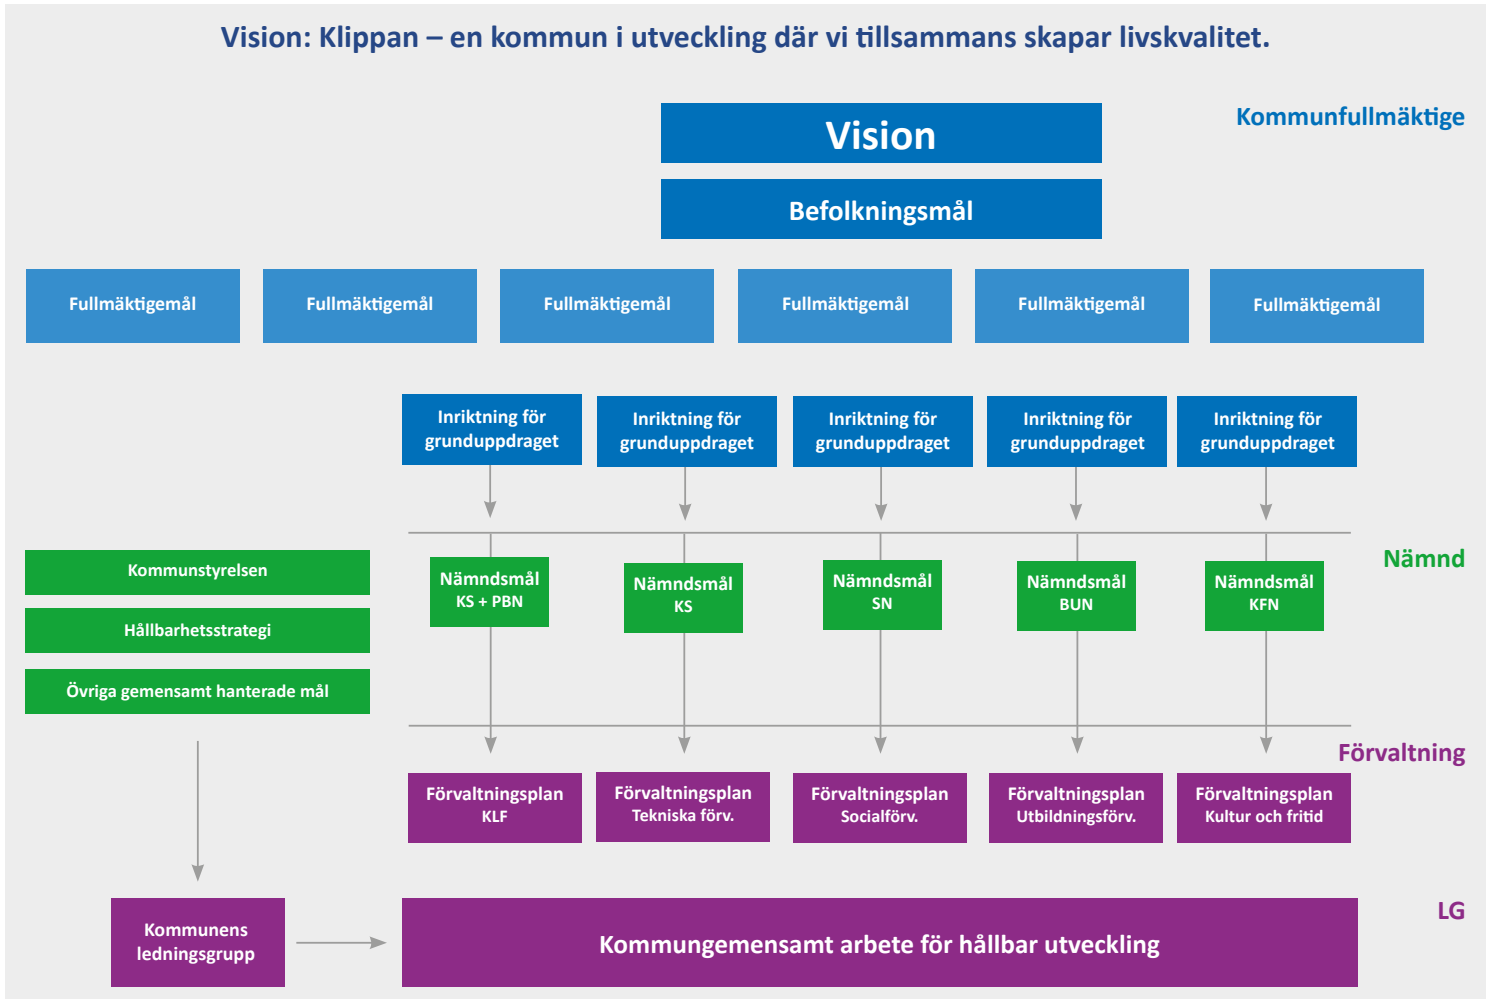 Vision: Klippan – en kommun i utveckling där vi tillsammans skapar livskvalitet.
Kommunfullmäktige
Vision
Befolkningsmål
Fullmäktigemål
Fullmäktigemål
Fullmäktigemål
Fullmäktigemål
Fullmäktigemål
Fullmäktigemål
Inriktning för
grunduppdraget
Inriktning för
grunduppdraget
Inriktning för
grunduppdraget
Inriktning för
grunduppdraget
Inriktning för
grunduppdraget
Nämnd
Kommunstyrelsen
Hållbarhetsstrategi
Övriga gemensamt hanterade mål
Nämndsmål
KS + PBN
Nämndsmål
KS
Nämndsmål
SN
Nämndsmål
BUN
Nämndsmål
KFN
Förvaltning
Förvaltningsplan
KLF
Förvaltningsplan
Tekniska förv.
Förvaltningsplan
Socialförv.
Förvaltningsplan
Utbildningsförv.
Förvaltningsplan
Kultur och fritid
LG
Kommunens
ledningsgrupp
Kommungemensamt arbete för hållbar utveckling